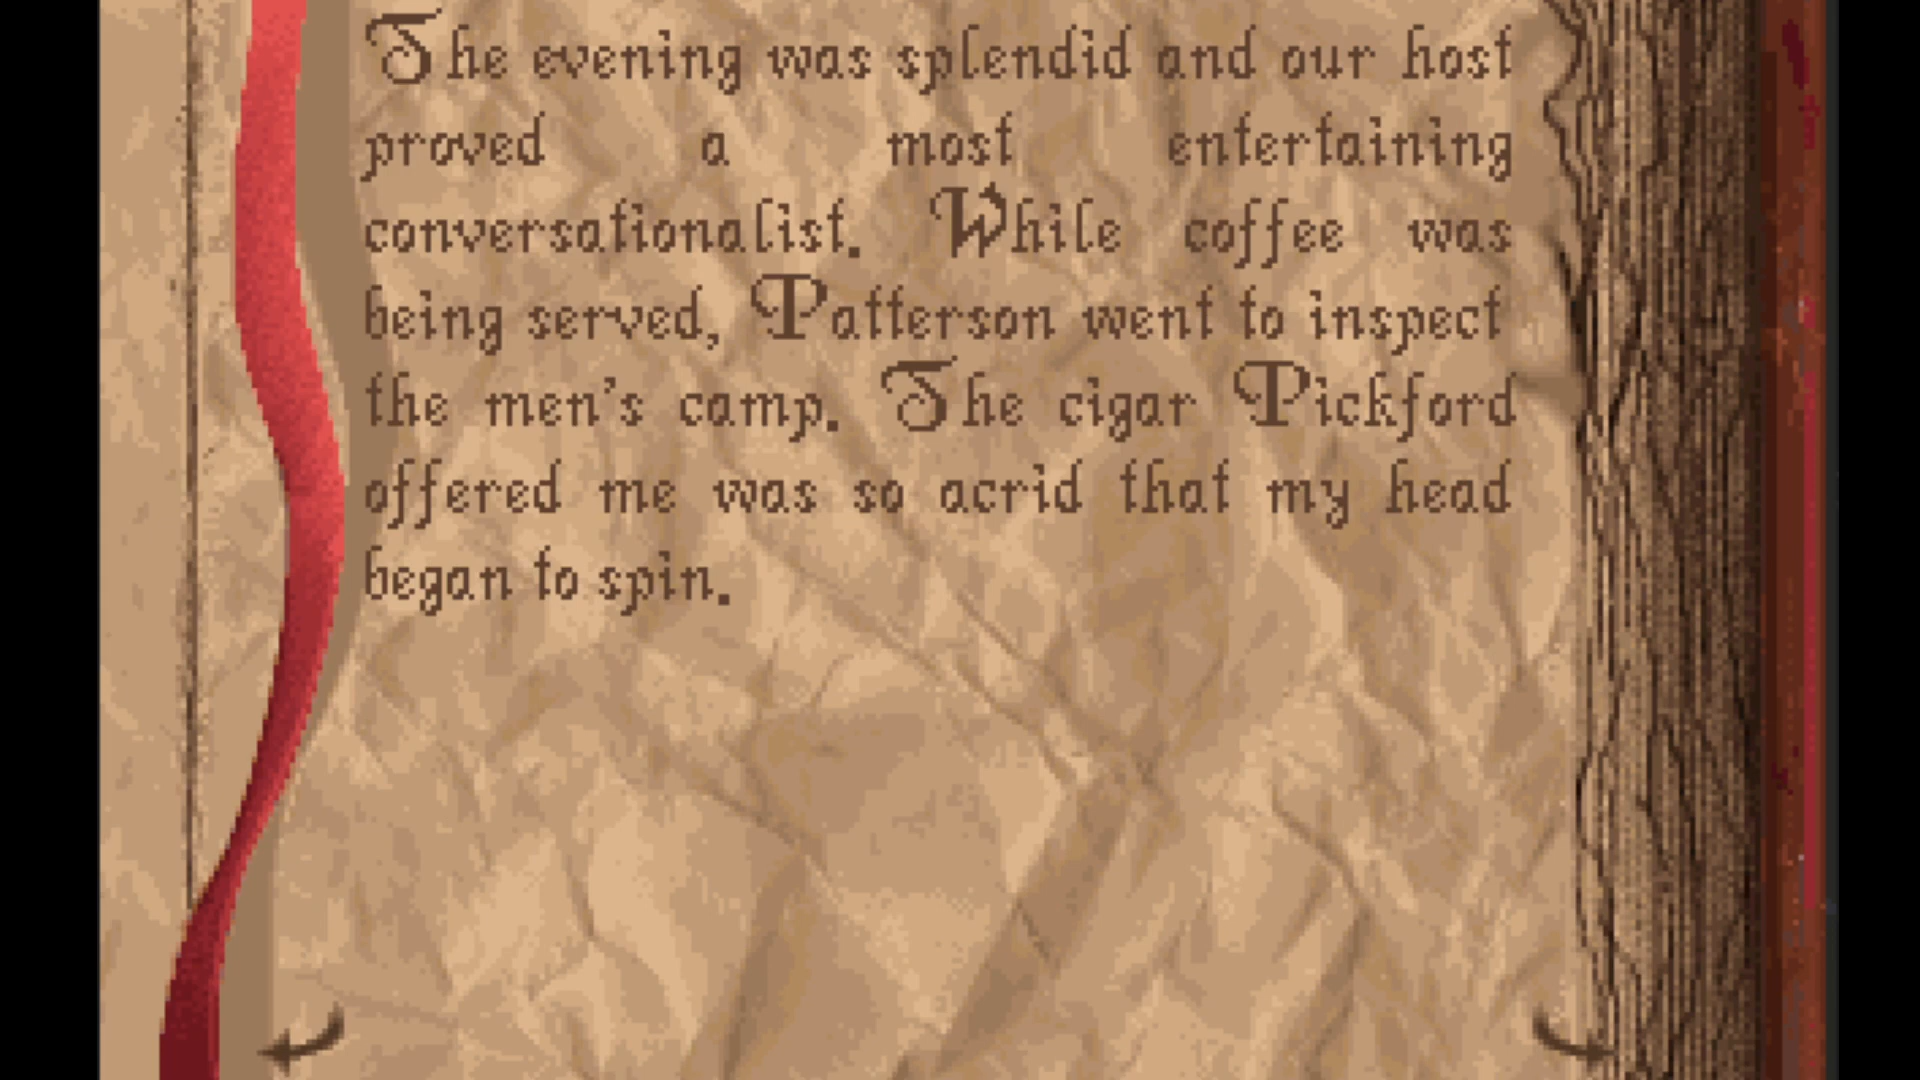 The evening was splendid and our host
proved a most entertaining
conversationalist. While coffee was
being served, Patterson went to inspect
the men's camp. The cigar Pickford
offered me was so acrid that my head
began to spin.